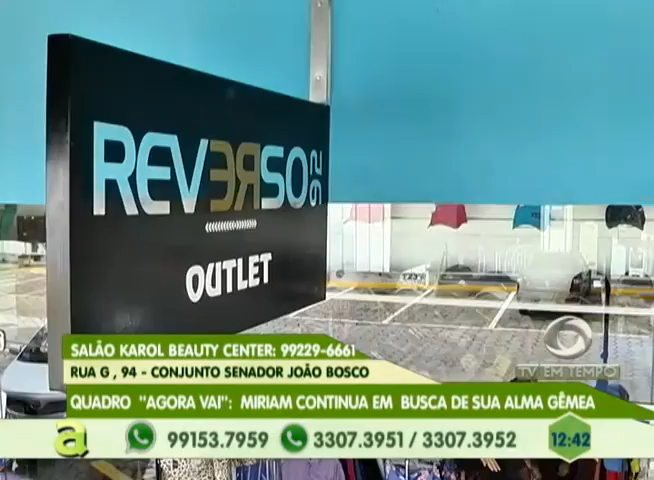 REVERSO 92
OUTLET
SALÃO KAROL BEAUTY CENTER: 99229-6661
RUA G , 94 - CONJUNTO SENADOR JOÃO BOSCO
TV EM TEMPO
QUADRO "AGORA VAI": MIRIAM CONTINUA EM BUSCA DE SUA ALMA GÊMEA
a 99153.7959 3307.3951 / 3307.3952 12:42